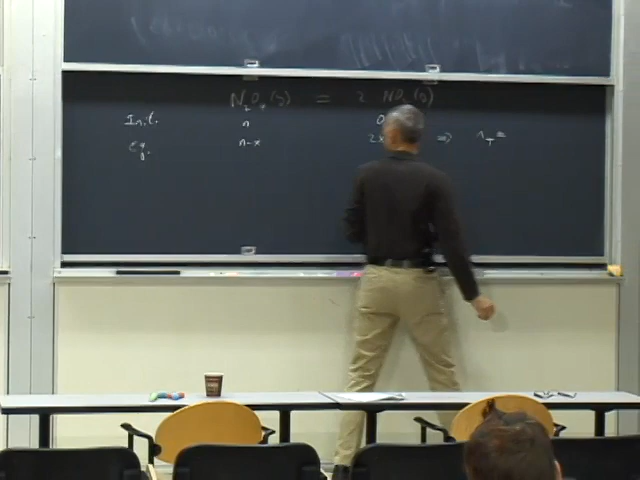 N₂O₄(g) = 2 NO₂(g)
Init. n 0
eq. n-x 2x ⇒ n_T =